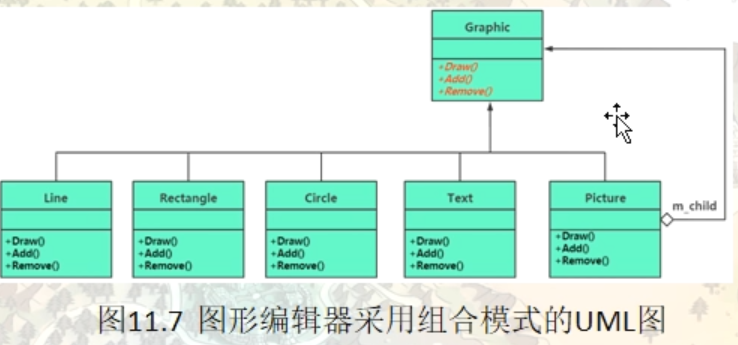 Graphic
+Draw()
+Add()
+Remove()
Line
Rectangle
Circle
Text
Picture
m_child
+Draw()
+Add()
+Remove()
+Draw()
+Add()
+Remove()
+Draw()
+Add()
+Remove()
+Draw()
+Add()
+Remove()
+Draw()
+Add()
+Remove()
图11.7 图形编辑器采用组合模式的UML图